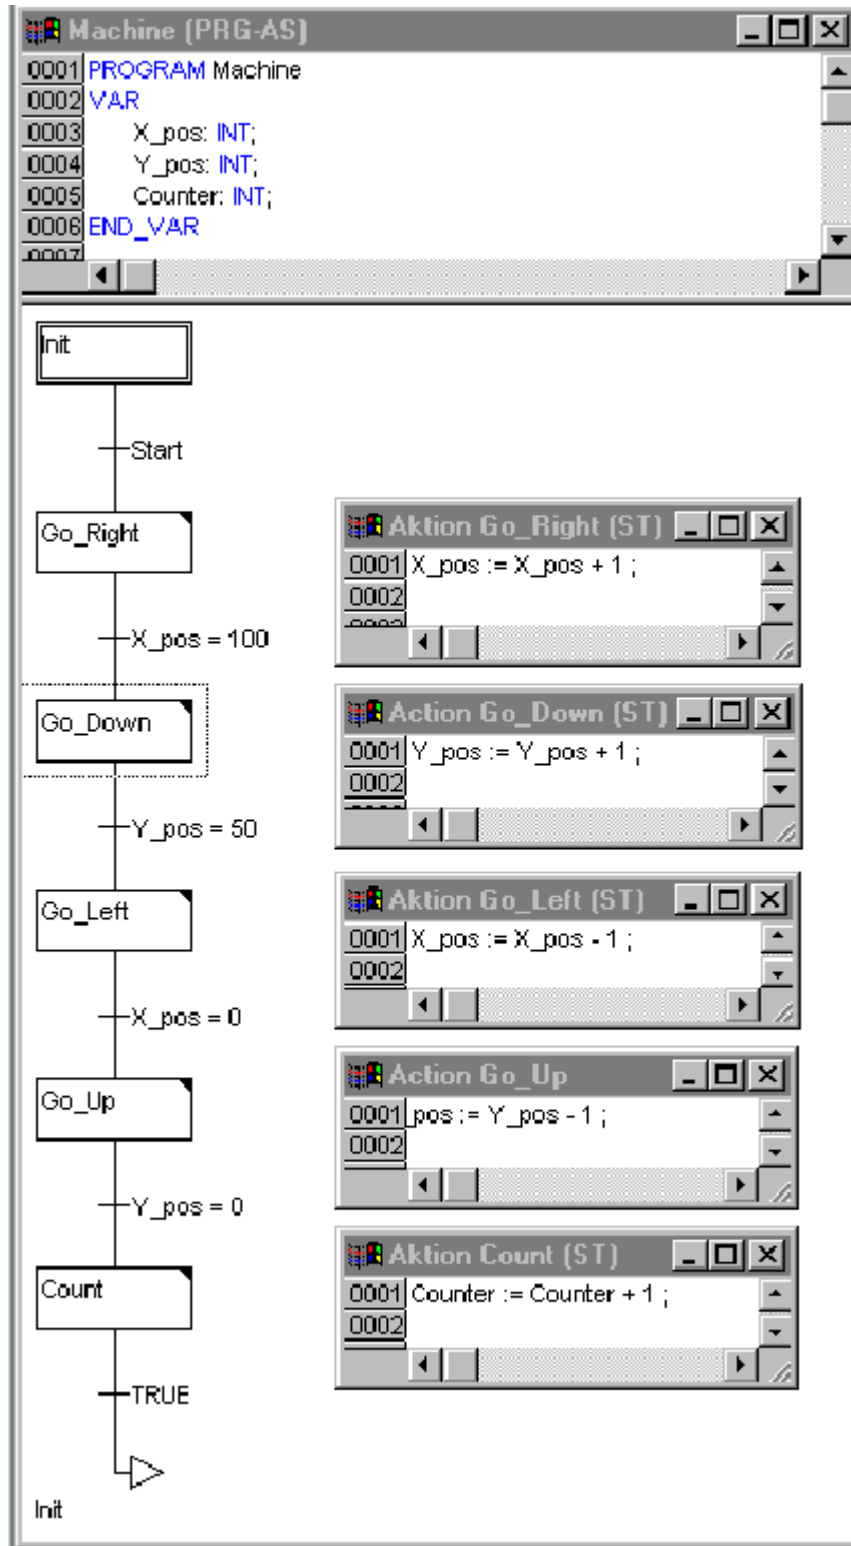 Machine (PRG-AS)
0001 PROGRAM Machine
0002 VAR
0003 X_pos: INT;
0004 Y_pos: INT;
0005 Counter: INT;
0006 END_VAR
0007
Init
Start
Go_Right
Aktion Go_Right (ST)
0001 X_pos := X_pos + 1 ;
0002
X_pos = 100
Go_Down
Action Go_Down (ST)
0001 Y_pos := Y_pos + 1 ;
0002
Y_pos = 50
Go_Left
Aktion Go_Left (ST)
0001 X_pos := X_pos - 1 ;
0002
X_pos = 0
Go_Up
Action Go_Up
0001 _pos := Y_pos - 1 ;
0002
Y_pos = 0
Count
Aktion Count (ST)
0001 Counter := Counter + 1 ;
0002
TRUE
Init